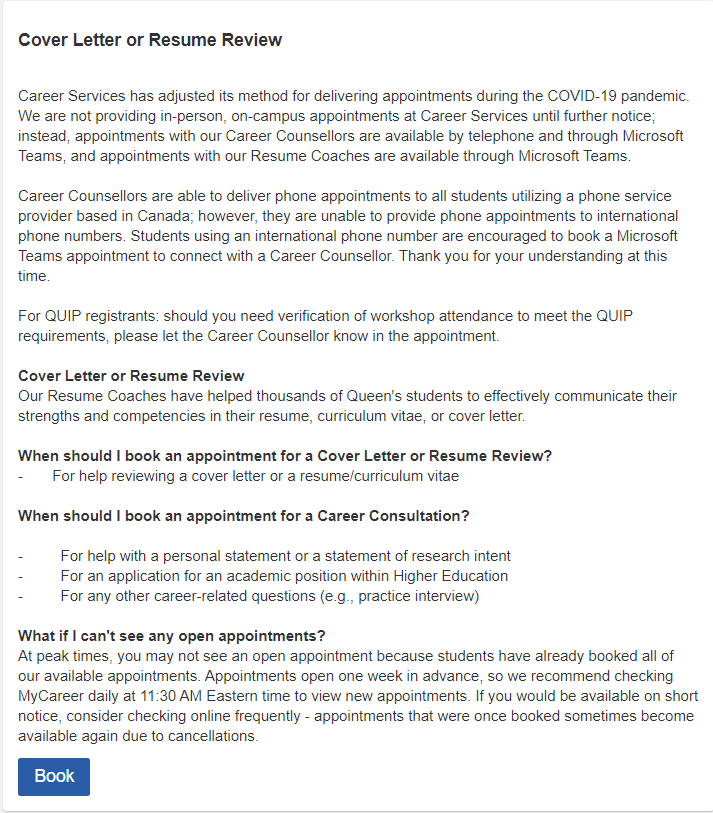 Cover Letter or Resume Review
Career Services has adjusted its method for delivering appointments during the COVID-19 pandemic.
We are not providing in-person, on-campus appointments at Career Services until further notice;
instead, appointments with our Career Counsellors are available by telephone and through Microsoft
Teams, and appointments with our Resume Coaches are available through Microsoft Teams.
Career Counsellors are able to deliver phone appointments to all students utilizing a phone service
provider based in Canada; however, they are unable to provide phone appointments to international
phone numbers. Students using an international phone number are encouraged to book a Microsoft
Teams appointment to connect with a Career Counsellor. Thank you for your understanding at this
time.
For QUIP registrants: should you need verification of workshop attendance to meet the QUIP
requirements, please let the Career Counsellor know in the appointment.
Cover Letter or Resume Review
Our Resume Coaches have helped thousands of Queen's students to effectively communicate their
strengths and competencies in their resume, curriculum vitae, or cover letter.
When should I book an appointment for a Cover Letter or Resume Review?
- For help reviewing a cover letter or a resume/curriculum vitae
When should I book an appointment for a Career Consultation?
- For help with a personal statement or a statement of research intent
- For an application for an academic position within Higher Education
- For any other career-related questions (e.g., practice interview)
What if I can't see any open appointments?
At peak times, you may not see an open appointment because students have already booked all of
our available appointments. Appointments open one week in advance, so we recommend checking
MyCareer daily at 11:30 AM Eastern time to view new appointments. If you would be available on short
notice, consider checking online frequently - appointments that were once booked sometimes become
available again due to cancellations.
Book